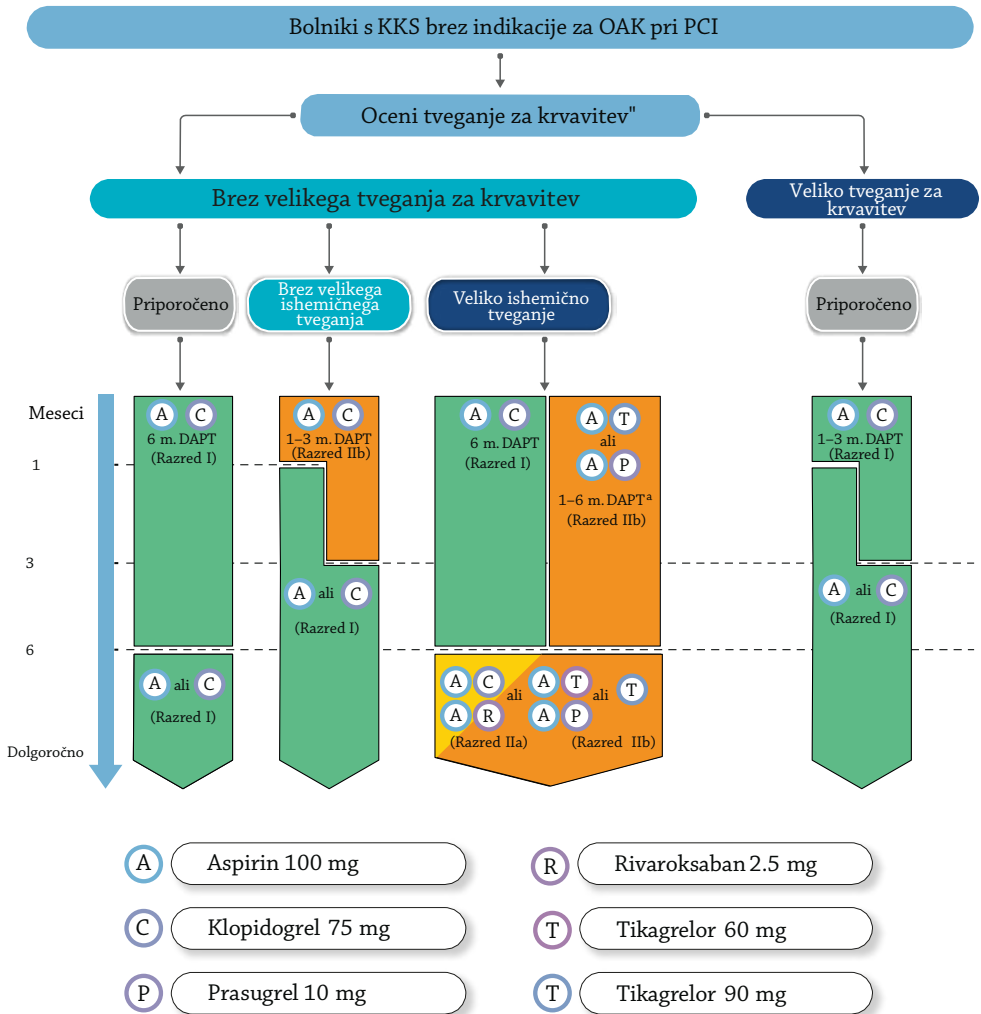 Bolniki s KKS brez indikacije za OAK pri PCI
Oceni tveganje za krvavitev"
Brez velikega tveganja za krvavitev
Veliko tveganje za
krvavitev
Priporočeno
Brez velikega
ishemičnega
tveganja
Veliko ishemično
tveganje
Priporočeno
Meseci
1
3
6
Dolgoročno
A C
6 m. DAPT
(Razred I)
A ali C
(Razred I)
A C
1–3 m. DAPT
(Razred IIb)
A ali C
(Razred I)
A C
6 m. DAPT
(Razred I)
A T
ali
A P
1–6 m. DAPTª
(Razred IIb)
A C ali A T ali T
A R A P
(Razred IIa) (Razred IIb)
A C
1–3 m. DAPT
(Razred I)
A ali C
(Razred I)
A Aspirin 100 mg
C Klopidogrel 75 mg
P Prasugrel 10 mg
R Rivaroksaban 2.5 mg
T Tikagrelor 60 mg
T Tikagrelor 90 mg